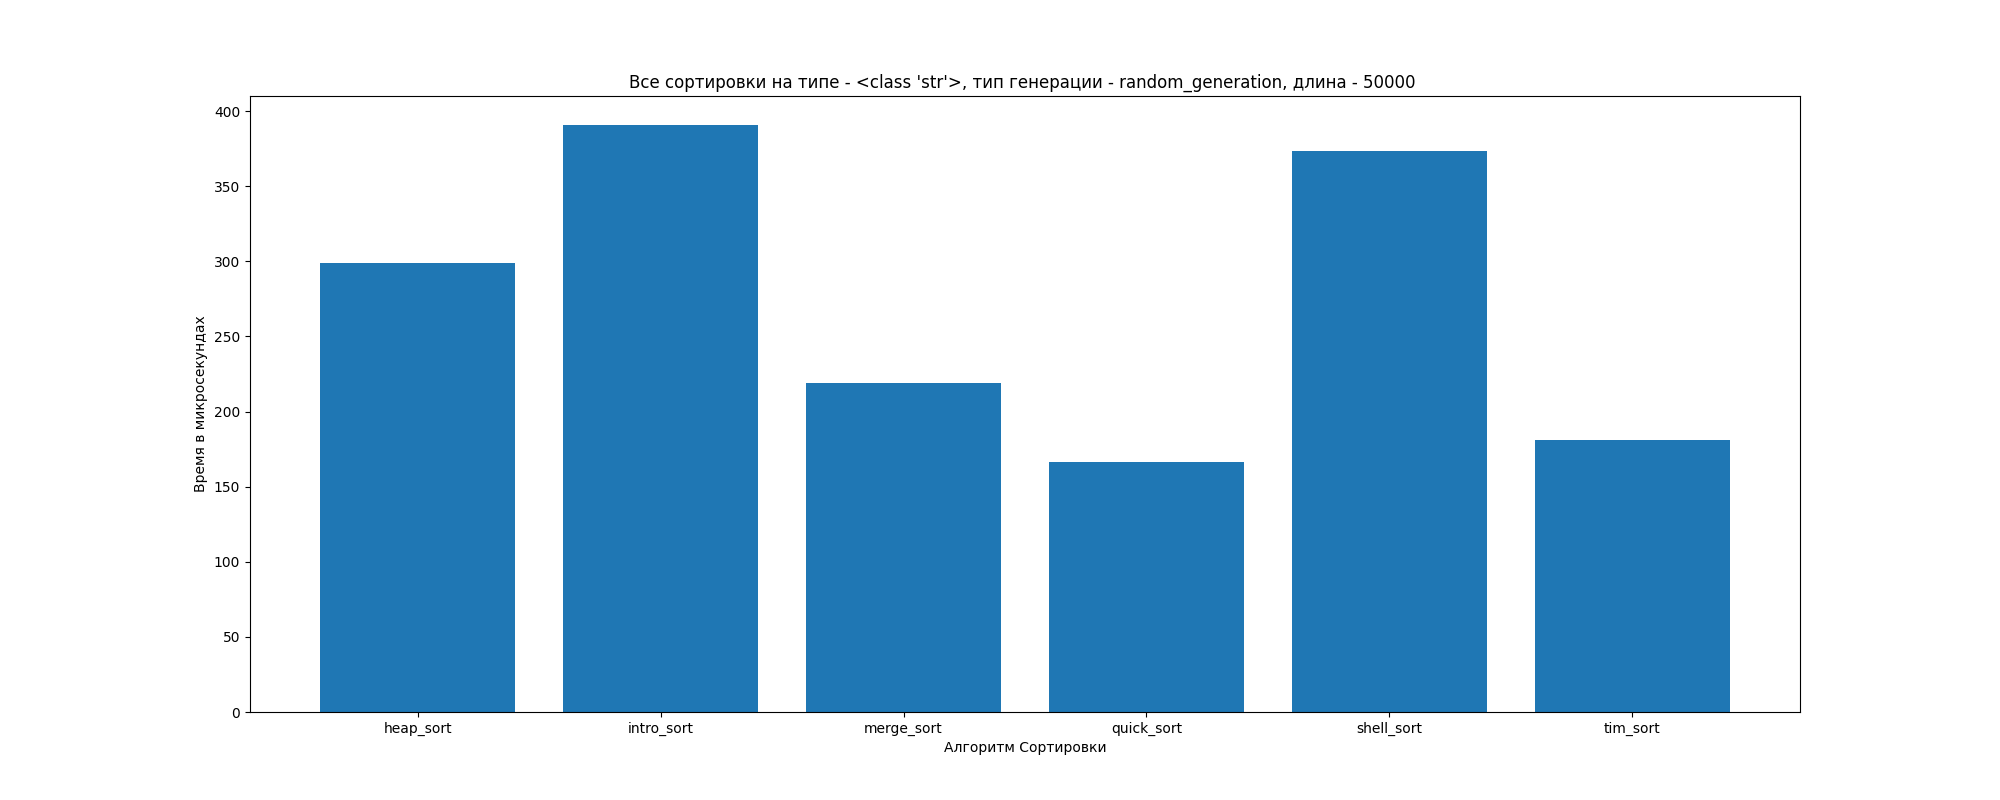 Все сортировки на типе - <class 'str'>, тип генерации - random_generation, длина - 50000
400
350
300
250
200
150
100
50
0
Время в микросекундах
heap_sort
intro_sort
merge_sort
quick_sort
shell_sort
tim_sort
Алгоритм Сортировки